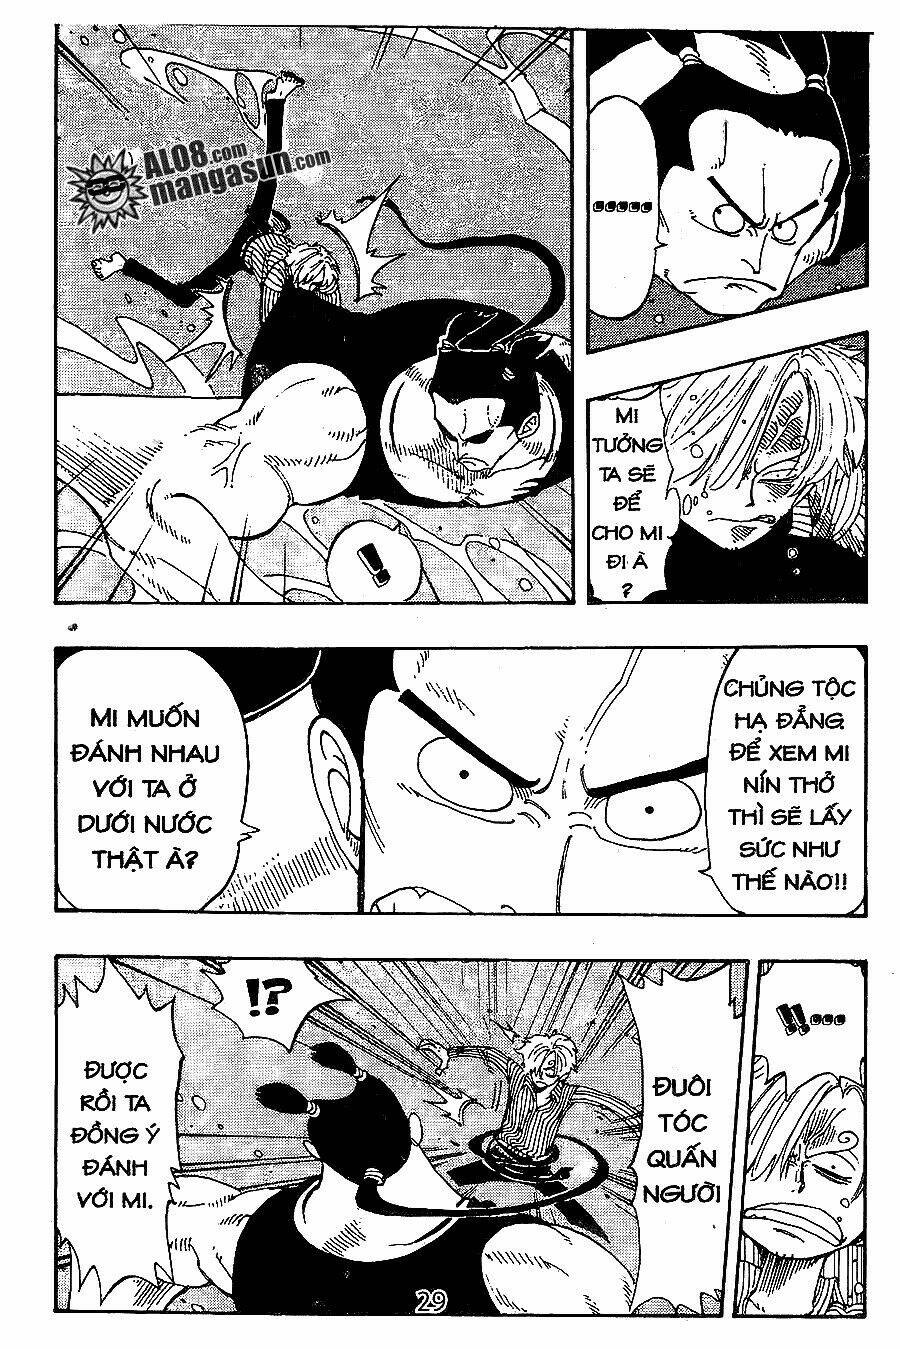 AL08.com
mangasun.com
.....
MI
TƯỞNG
TA SẼ
ĐỂ
CHO MI
ĐI À
?
!!
CHỦNG TỘC
HẠ ĐẲNG
ĐỂ XEM MI
NÍN THỞ
THÌ SẼ LẤY
SỨC NHƯ
THẾ NÀO!!
MI MUỐN
ĐÁNH NHAU
VỚI TA Ở
DƯỚI NƯỚC
THẬT À?
!!...
!?
ĐUÔI
TÓC
QUẤN
NGƯỜI
ĐƯỢC
RỒI TA
ĐỒNG Ý
ĐÁNH
VỚI MI.
29